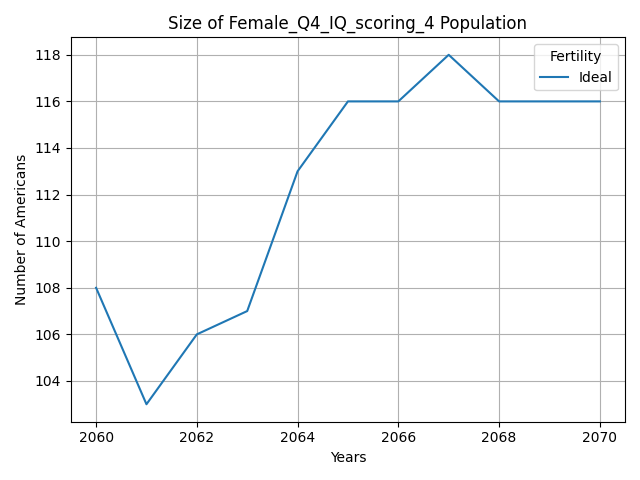 Size of Female_Q4_IQ_scoring_4 Population
Fertility
Ideal
118
116
114
112
110
108
106
104
Number of Americans
2060
2062
2064
2066
2068
2070
Years